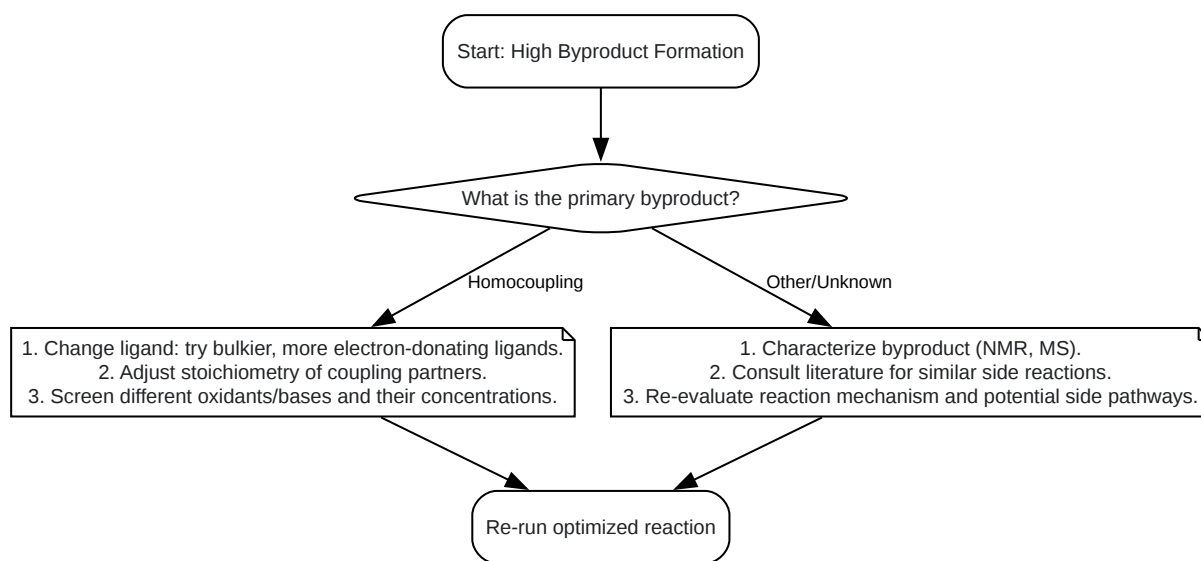 Start: High Byproduct Formation
What is the primary byproduct?
Homocoupling
Other/Unknown
1. Change ligand: try bulkier, more electron-donating ligands.
2. Adjust stoichiometry of coupling partners.
3. Screen different oxidants/bases and their concentrations.
1. Characterize byproduct (NMR, MS).
2. Consult literature for similar side reactions.
3. Re-evaluate reaction mechanism and potential side pathways.
Re-run optimized reaction